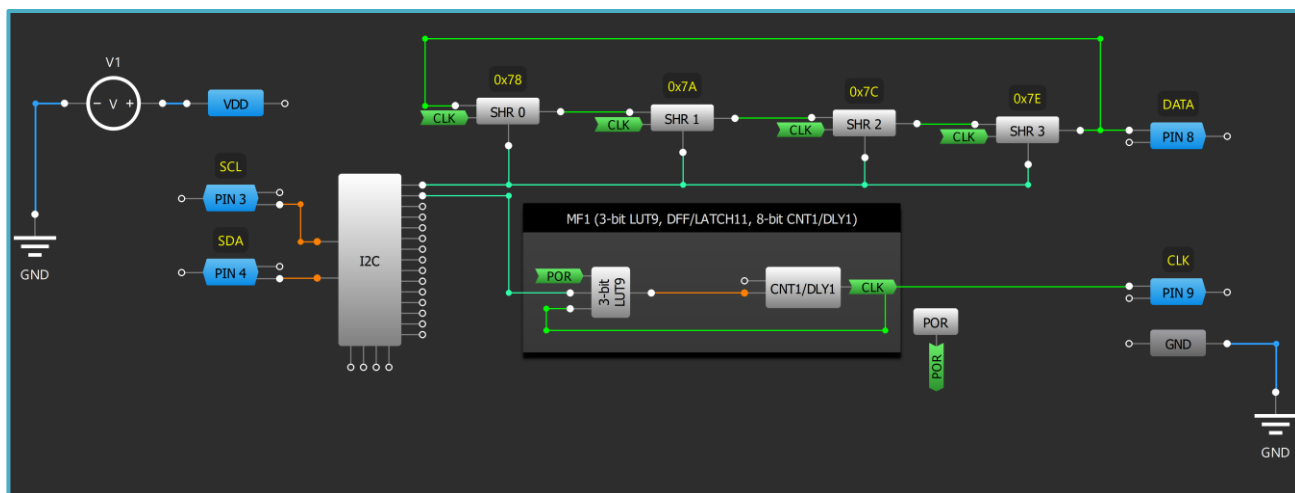 V1
− V +
VDD
GND
SCL
PIN 3
SDA
PIN 4
I2C
0x78
CLK
SHR 0
0x7A
CLK
SHR 1
0x7C
CLK
SHR 2
0x7E
CLK
SHR 3
DATA
PIN 8
MF1 (3-bit LUT9, DFF/LATCH11, 8-bit CNT1/DLY1)
POR
3-bit
LUT9
CNT1/DLY1
CLK
POR
POR
CLK
PIN 9
GND
GND